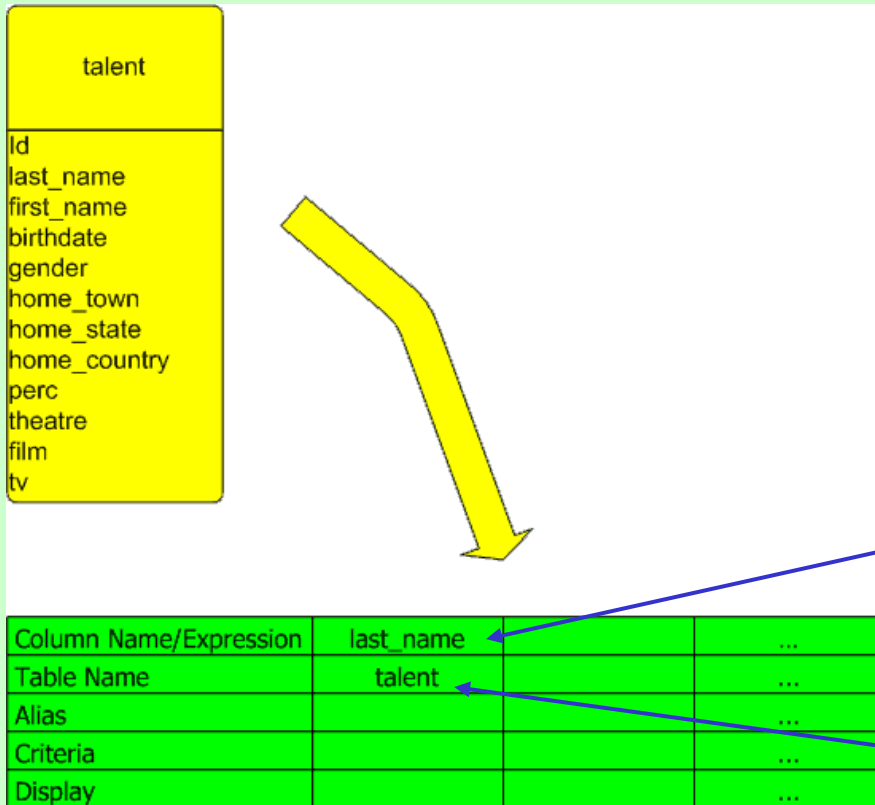 talent
Id
last_name
first_name
birthdate
gender
home_town
home_state
home_country
perc
theatre
film
tv
Column Name/Expression last_name ...
Table Name talent ...
Alias ...
Criteria ...
Display ...